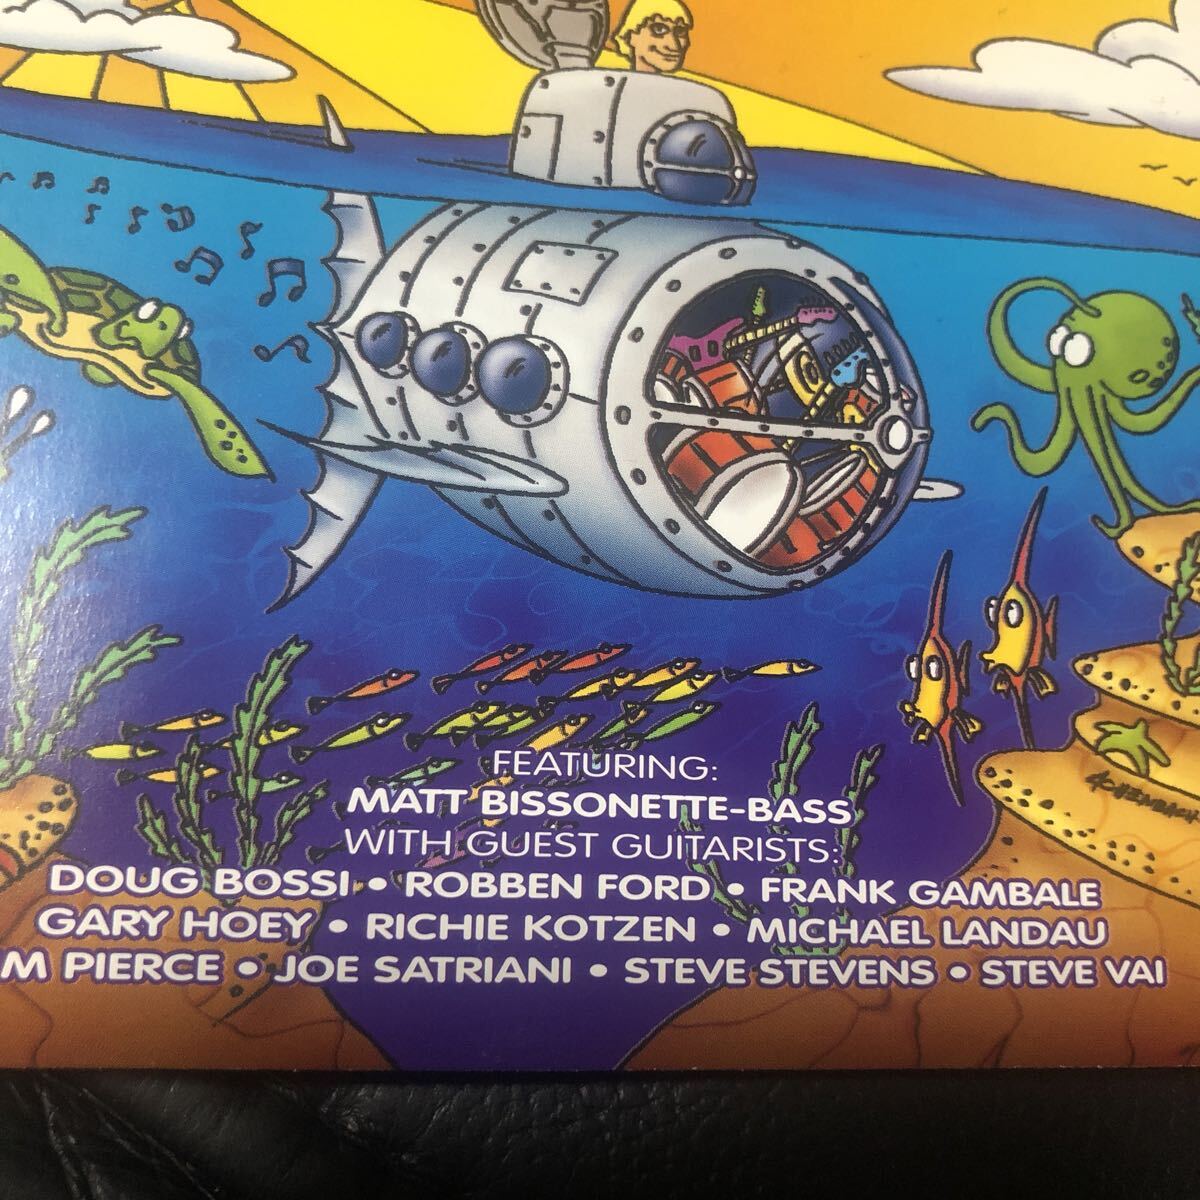 FEATURING:
MATT BISSONETTE-BASS
WITH GUEST GUITARISTS:
DOUG BOSSI • ROBBEN FORD • FRANK GAMBALE
GARY HOEY • RICHIE KOTZEN • MICHAEL LANDAU
M PIERCE • JOE SATRIANI • STEVE STEVENS • STEVE VAI